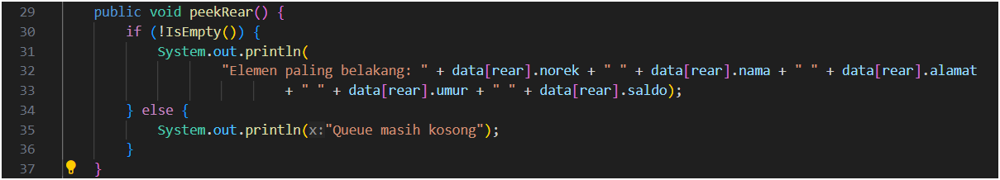 29 public void peekRear() {
30 if (!IsEmpty()) {
31 System.out.println(
32 "Elemen paling belakang: " + data[rear].norek + " " + data[rear].nama + " " + data[rear].alamat
33 + " " + data[rear].umur + " " + data[rear].saldo);
34 } else {
35 System.out.println(x:"Queue masih kosong");
36 }
37 }